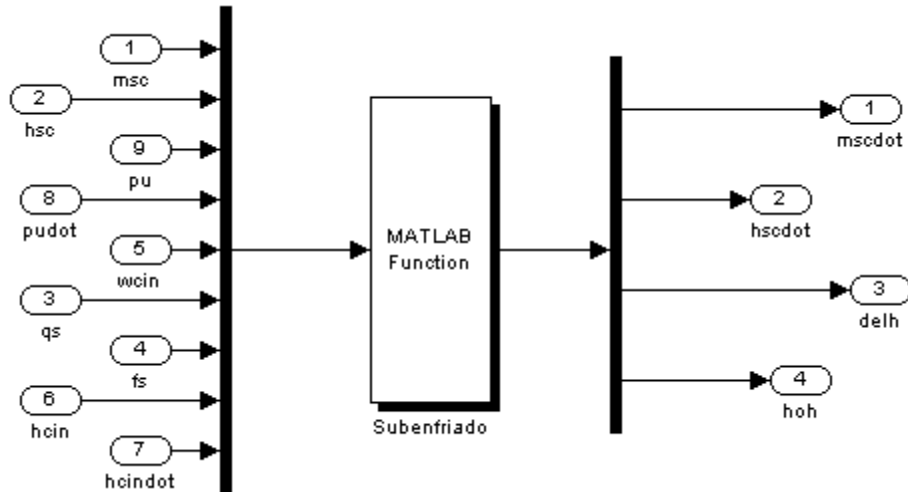 1
msc
2
hsc
9
pu
8
pudot
5
wcin
3
qs
4
fs
6
hcin
7
hcindot
MATLAB
Function
Subenfriado
1
mscdot
2
hscdot
3
delh
4
hoh